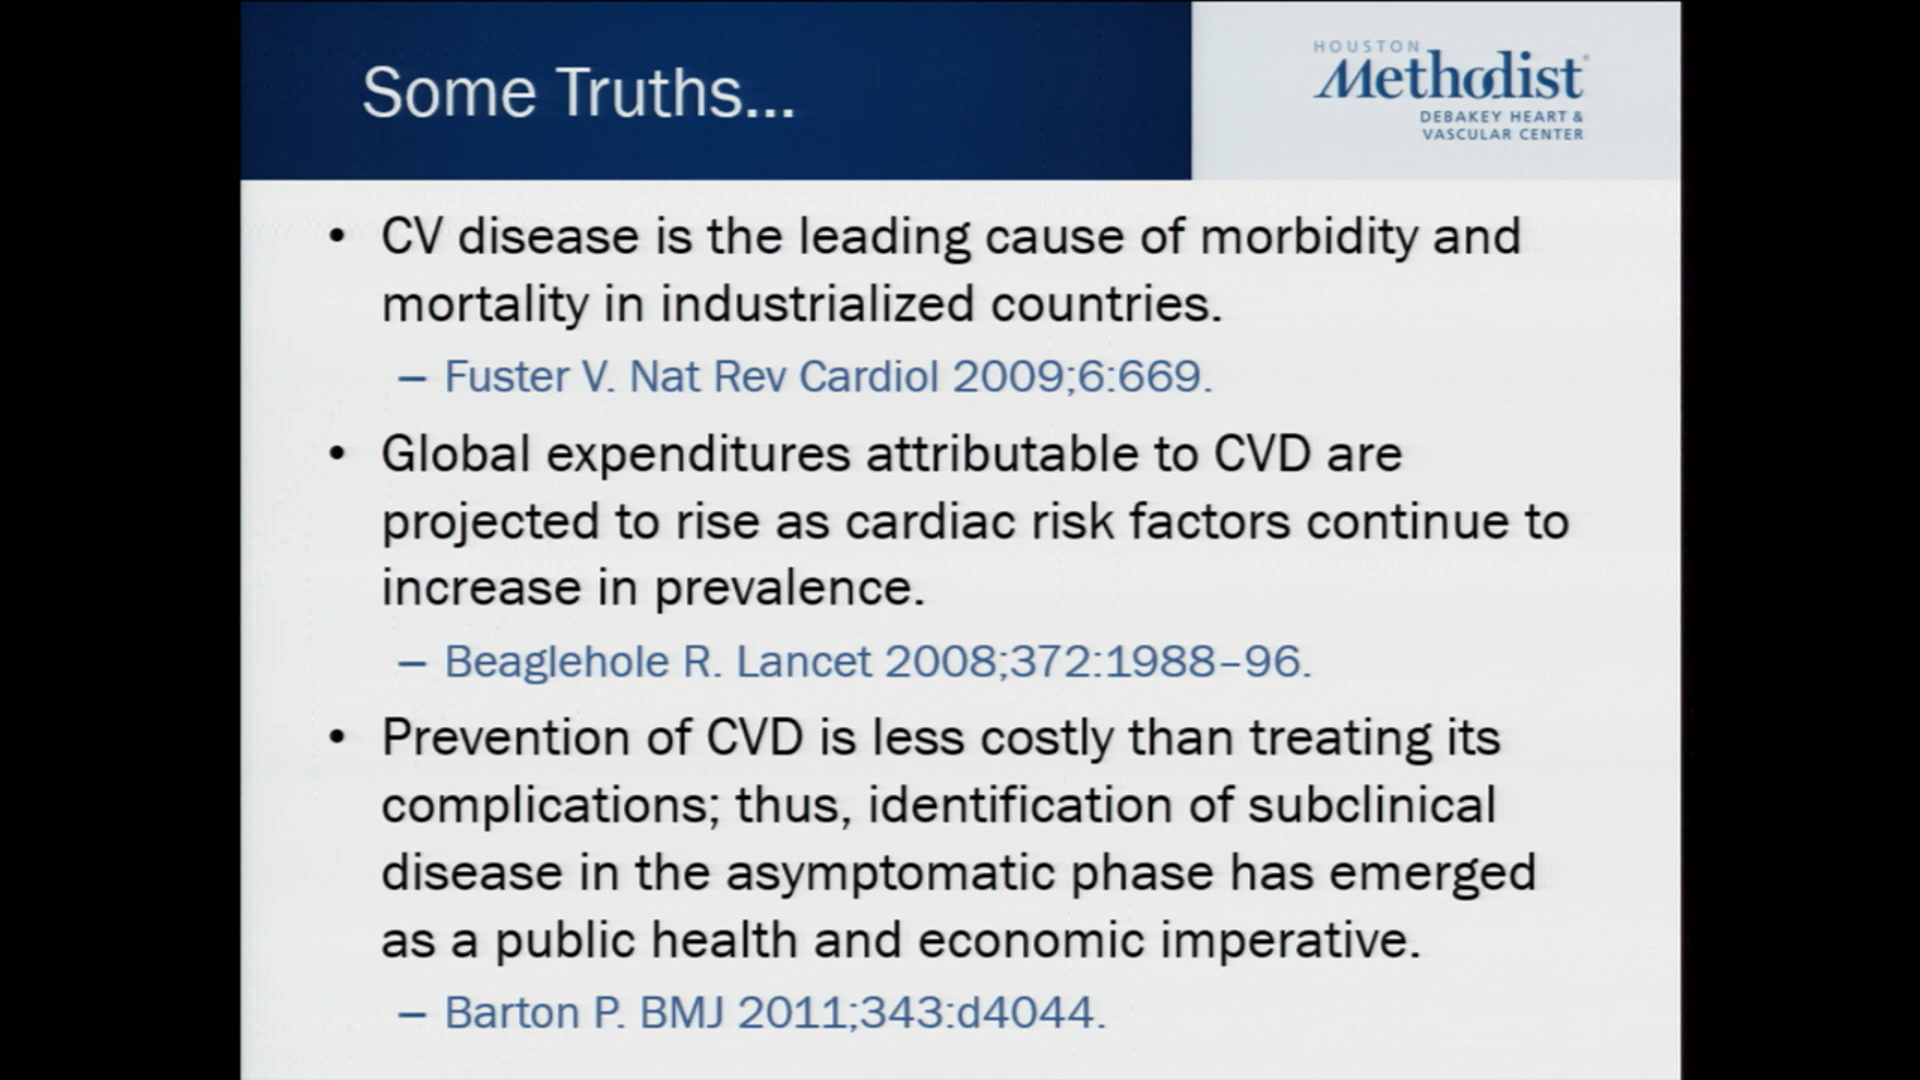 Some Truths...
HOUSTON
Methodist
DEBAKEY HEART &
VASCULAR CENTER
• CV disease is the leading cause of morbidity and
mortality in industrialized countries.
– Fuster V. Nat Rev Cardiol 2009;6:669.
• Global expenditures attributable to CVD are
projected to rise as cardiac risk factors continue to
increase in prevalence.
– Beaglehole R. Lancet 2008;372:1988–96.
• Prevention of CVD is less costly than treating its
complications; thus, identification of subclinical
disease in the asymptomatic phase has emerged
as a public health and economic imperative.
– Barton P. BMJ 2011;343:d4044.